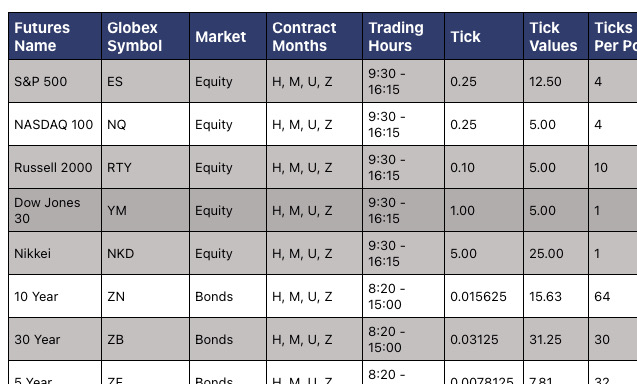 Futures Name	Globex Symbol	Market	Contract Months	Trading Hours	Tick	Tick Values	Ticks Per
S&P 500	ES	Equity	H, M, U, Z	9:30 - 16:15	0.25	12.50	4
NASDAQ 100	NQ	Equity	H, M, U, Z	9:30 - 16:15	0.25	5.00	4
Russell 2000	RTY	Equity	H, M, U, Z	9:30 - 16:15	0.10	5.00	10
Dow Jones 30	YM	Equity	H, M, U, Z	9:30 - 16:15	1.00	5.00	1
Nikkei	NKD	Equity	H, M, U, Z	9:30 - 16:15	5.00	25.00	1
10 Year	ZN	Bonds	H, M, U, Z	8:20 - 15:00	0.015625	15.63	64
30 Year	ZB	Bonds	H, M, U, Z	8:20 - 15:00	0.03125	31.25	30
5 Year	ZF	Bonds	H, M, U, Z	8:20 -	0.0078125	7.81	32